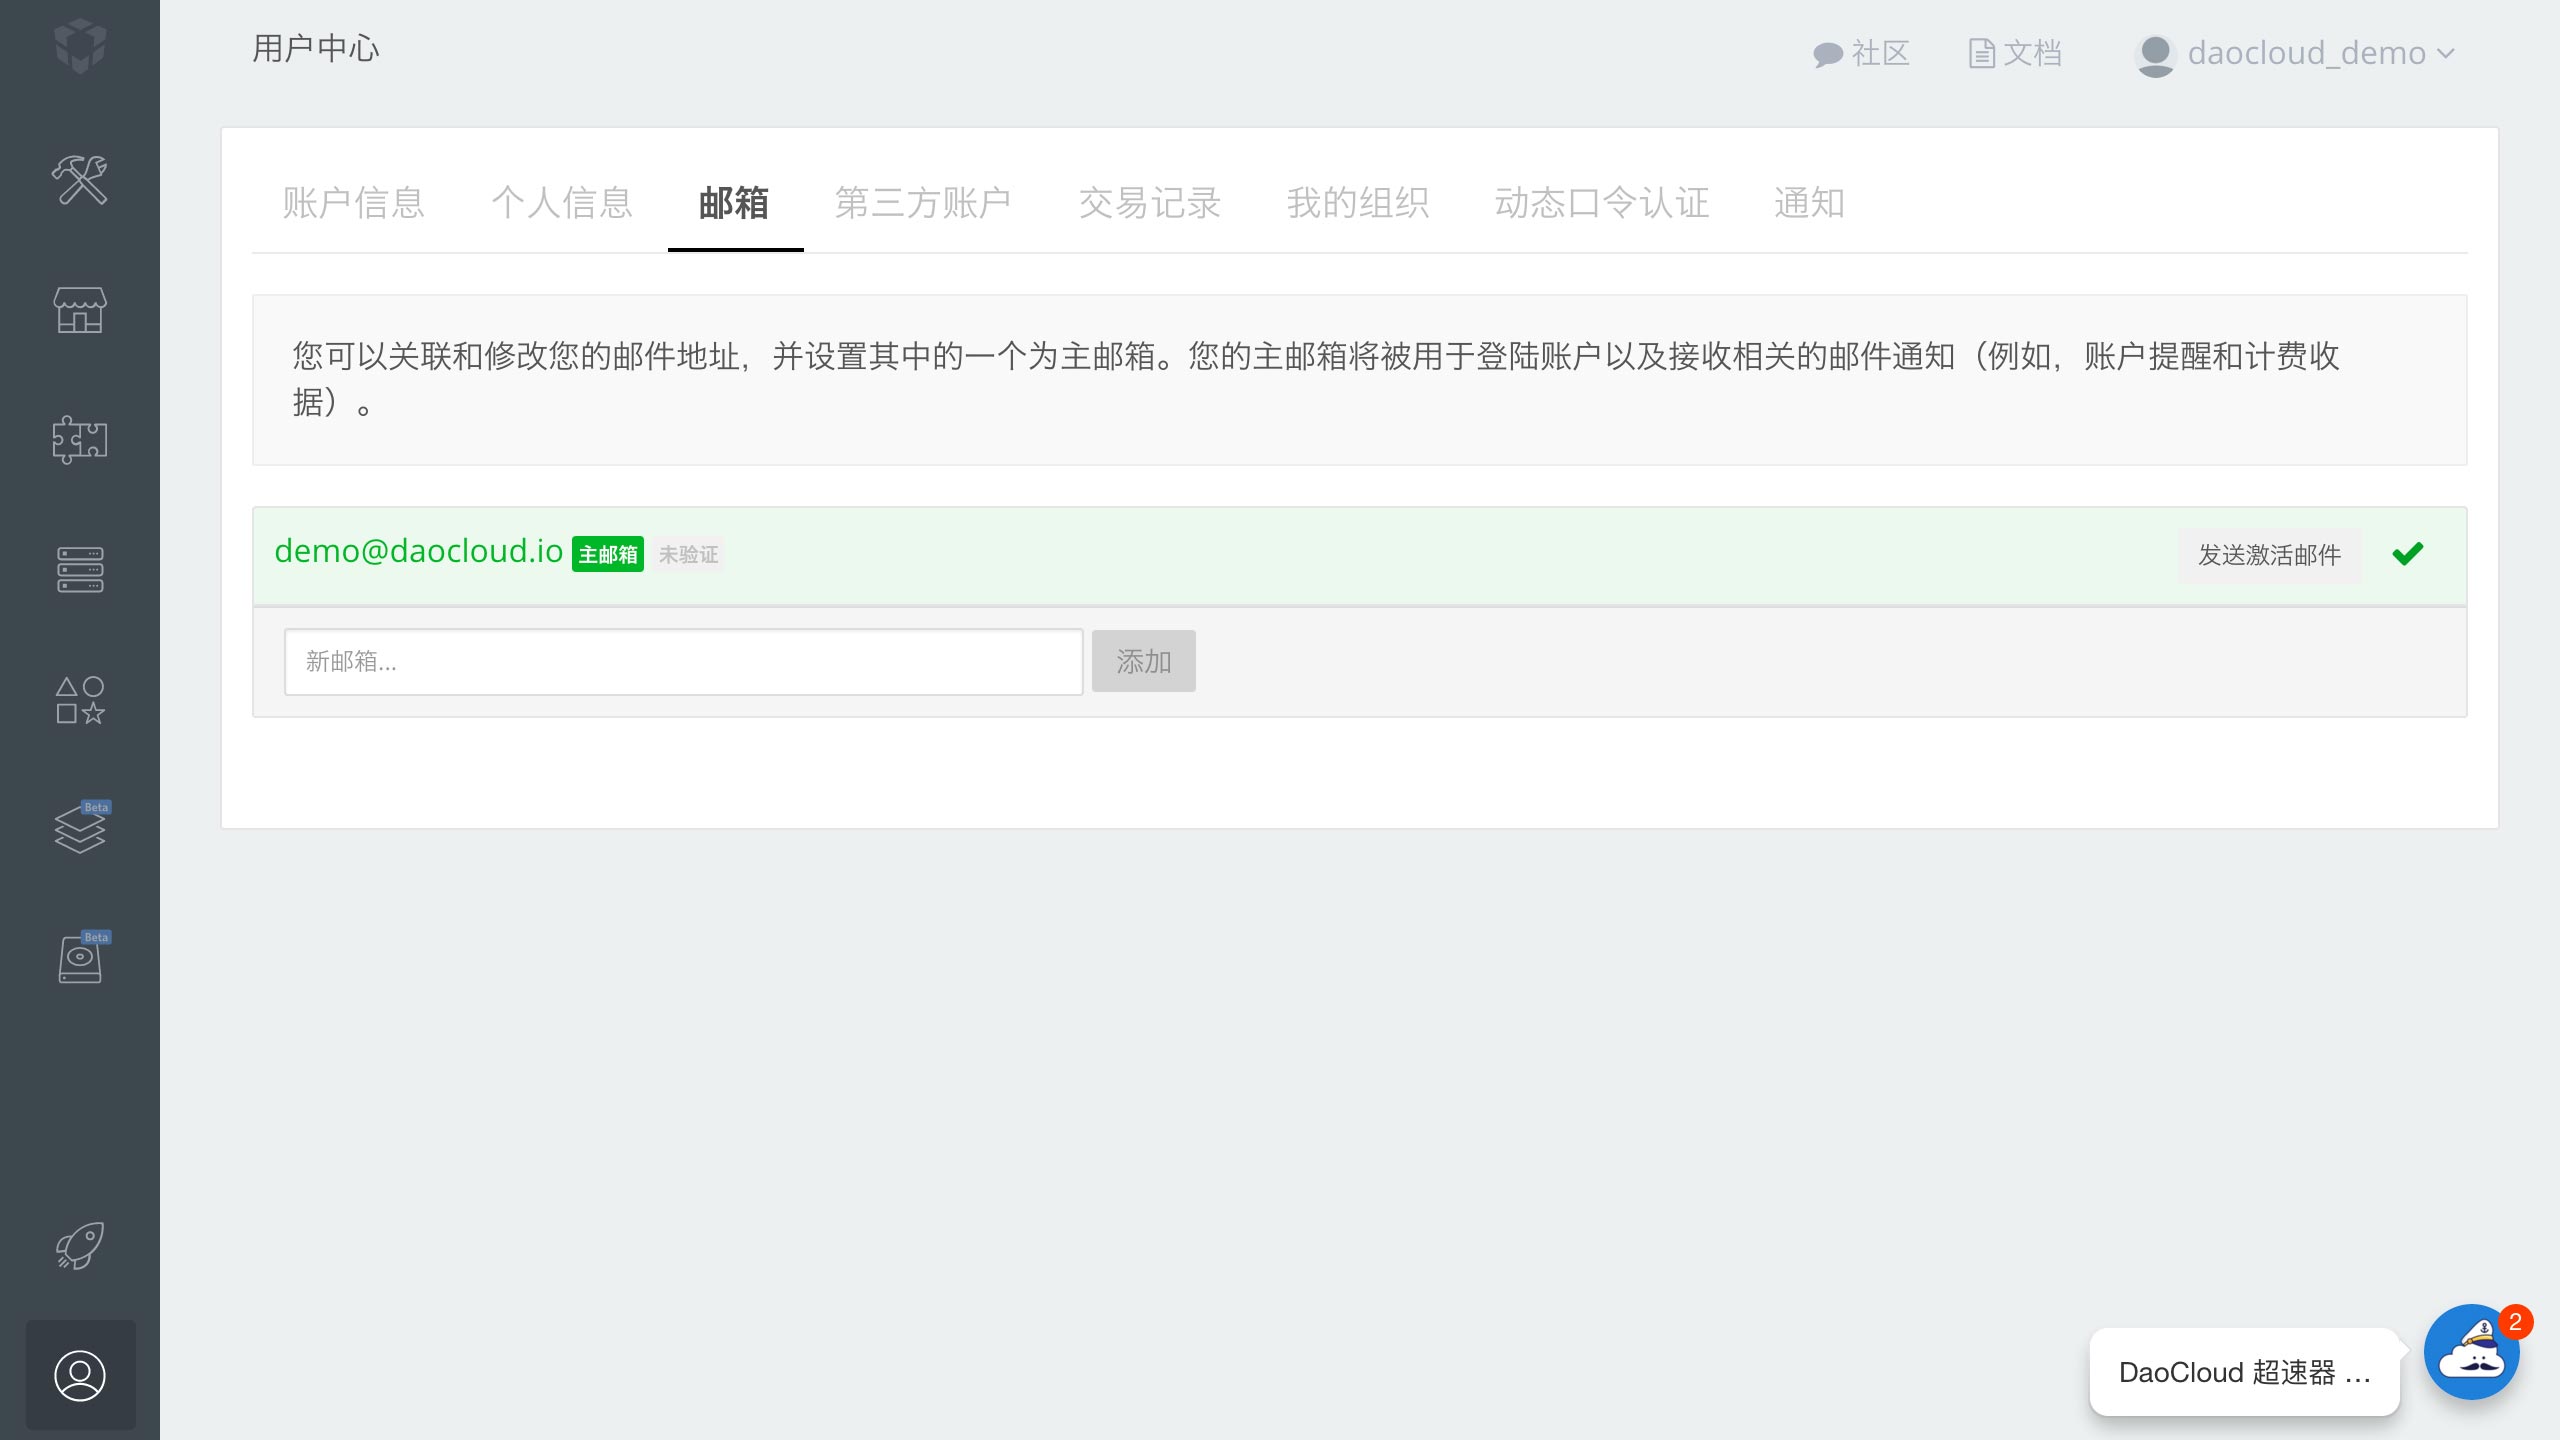 用户中心
社区
文档
daocloud_demo
账户信息
个人信息
邮箱
第三方账户
交易记录
我的组织
动态口令认证
通知
您可以关联和修改您的邮件地址，并设置其中的一个为主邮箱。您的主邮箱将被用于登陆账户以及接收相关的邮件通知（例如，账户提醒和计费收
据）。
demo@daocloud.io 主邮箱 未验证
发送激活邮件
新邮箱...
添加
Beta
Beta
2
DaoCloud 超速器 ...